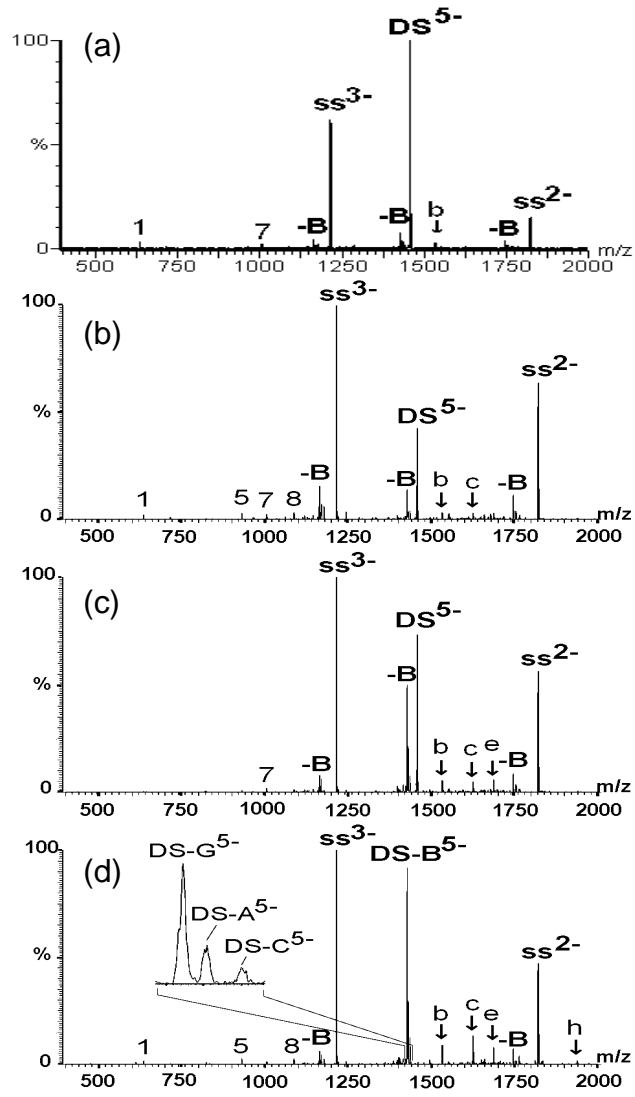 (a)
100
%
0
DS5-
ss3-
ss2-
1
7
-B
-B
b
-B
500
750
1000
1250
1500
1750
2000
m/z
(b)
100
%
0
ss3-
DS5-
ss2-
1
5
7
8
-B
-B
b
c
-B
500
750
1000
1250
1500
1750
2000
m/z
(c)
100
%
0
ss3-
DS5-
ss2-
7
-B
-B
b
c
e
-B
500
750
1000
1250
1500
1750
2000
m/z
(d)
100
%
0
ss3-
DS-B5-
ss2-
DS-G5-
DS-A5-
DS-C5-
1
5
8
-B
b
c
e
-B
h
500
750
1000
1250
1500
1750
2000
m/z